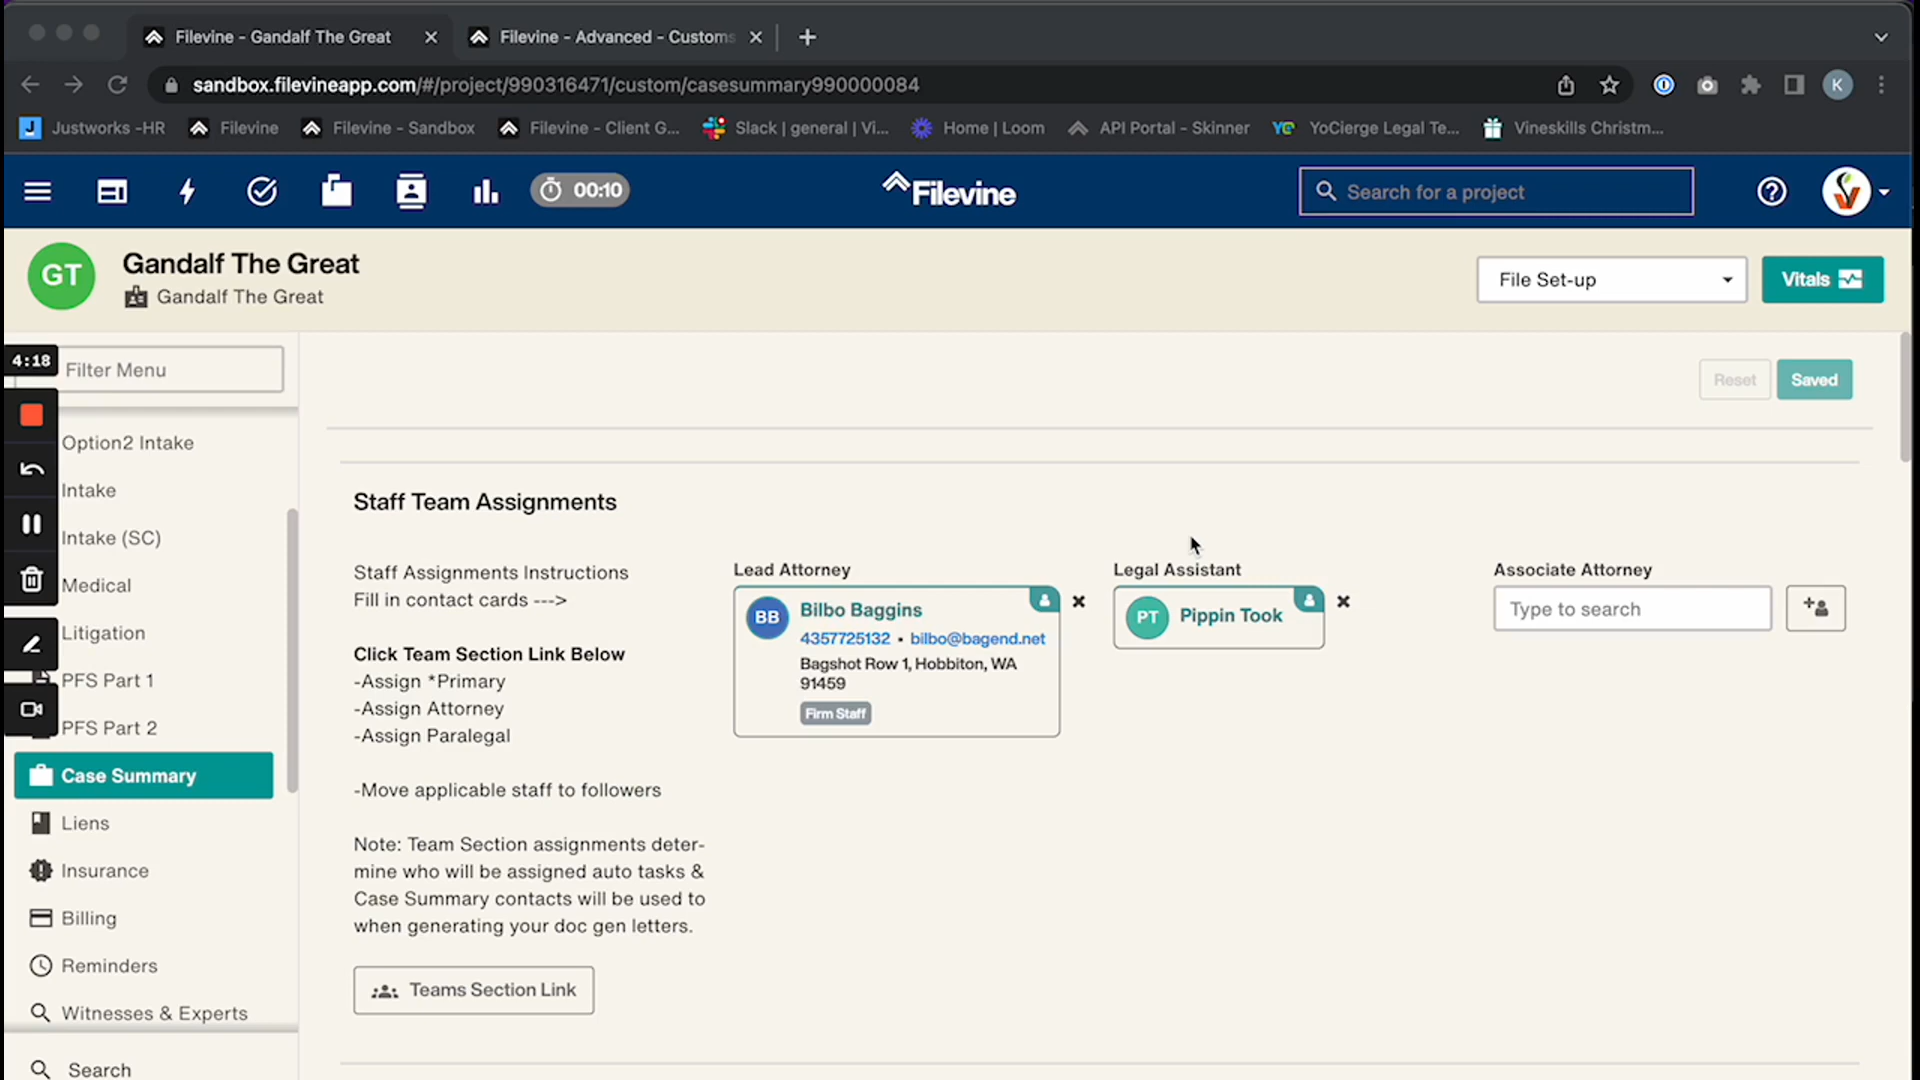 Filevine - Gandalf The Great
Filevine - Advanced - Customs
sandbox.filevineapp.com/#/project/990316471/custom/casesummary990000084
K
Justworks -HR
Filevine
Filevine - Sandbox
Filevine - Client G...
Slack | general | Vi...
Home | Loom
API Portal - Skinner
YoCierge Legal Te...
Vineskills Christm...
00:10
Filevine
Search for a project
GT
Gandalf The Great
Gandalf The Great
File Set-up
Vitals
4:18
Filter Menu
Reset
Saved
Option2 Intake
Intake
Intake (SC)
Medical
Litigation
PFS Part 1
PFS Part 2
Case Summary
Liens
Insurance
Billing
Reminders
Witnesses & Experts
Search
Staff Team Assignments
Staff Assignments Instructions
Fill in contact cards --->
Click Team Section Link Below
-Assign *Primary
-Assign Attorney
-Assign Paralegal
-Move applicable staff to followers
Note: Team Section assignments deter-
mine who will be assigned auto tasks &
Case Summary contacts will be used to
when generating your doc gen letters.
Teams Section Link
Lead Attorney
BB
Bilbo Baggins
4357725132 • bilbo@bagend.net
Bagshot Row 1, Hobbiton, WA
91459
Firm Staff
Legal Assistant
PT
Pippin Took
Associate Attorney
Type to search